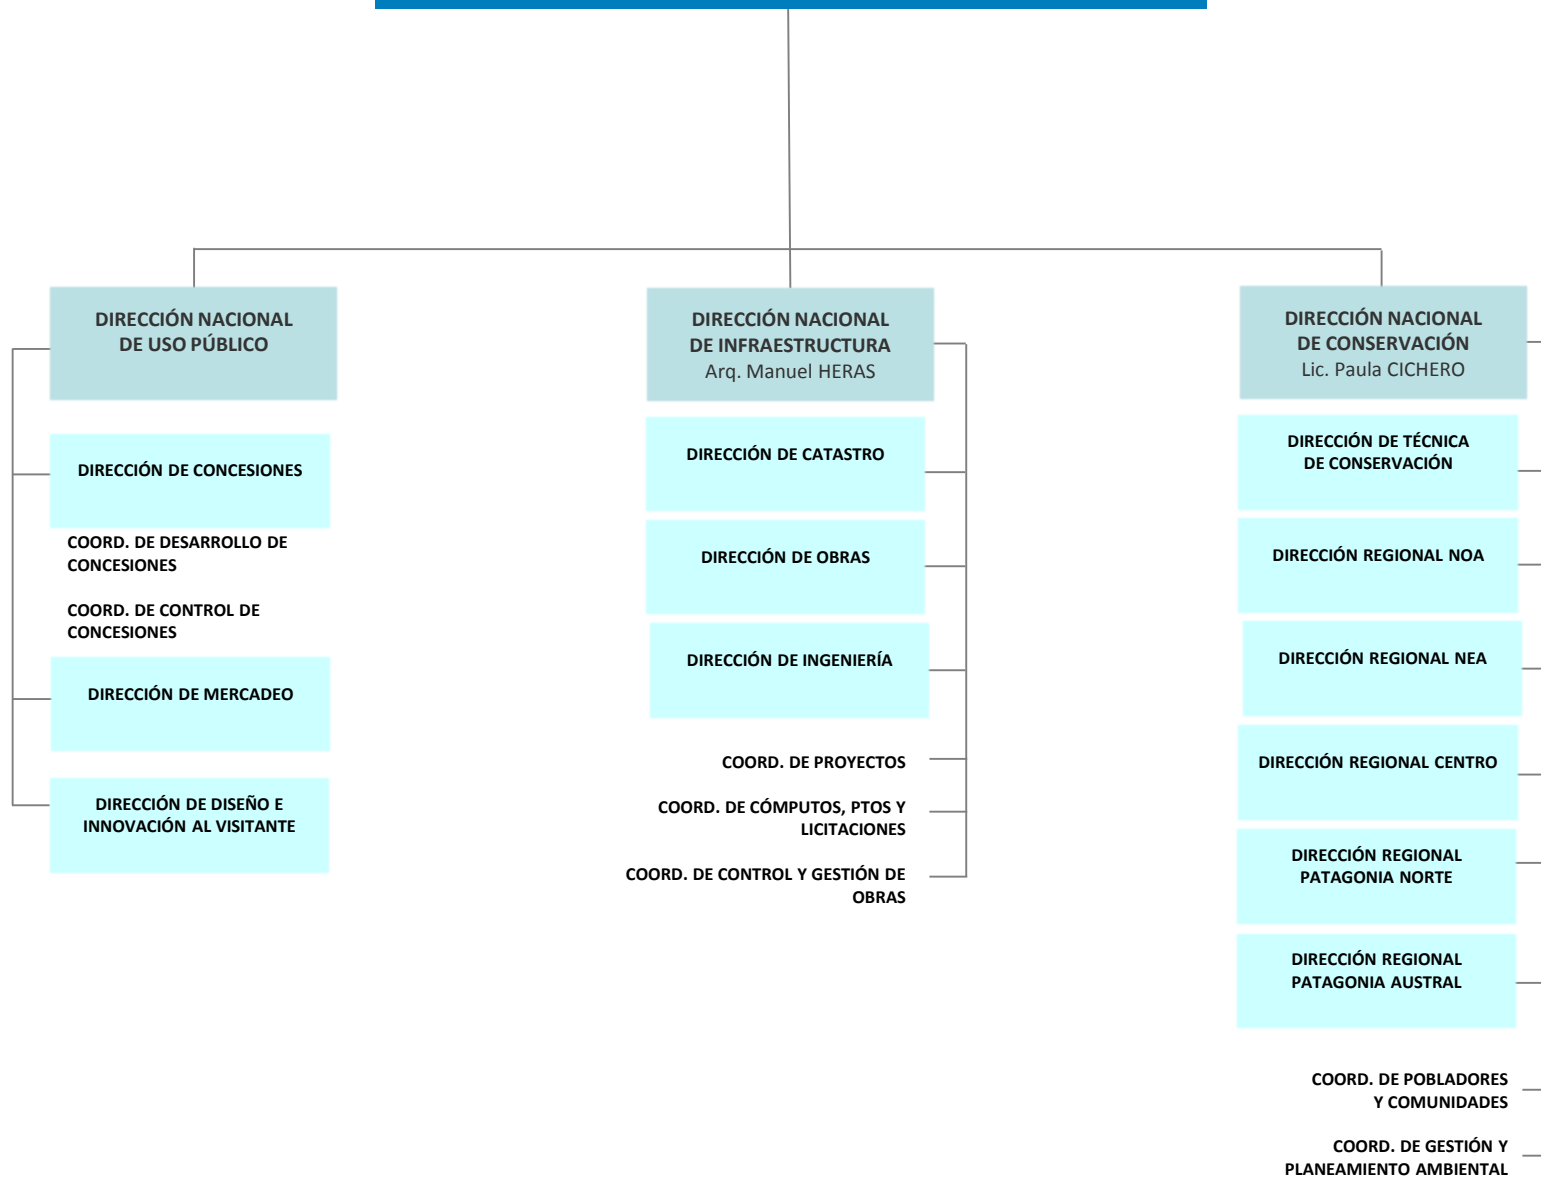 DIRECCIÓN NACIONAL
DE USO PÚBLICO
DIRECCIÓN DE CONCESIONES
COORD. DE DESARROLLO DE
CONCESIONES
COORD. DE CONTROL DE
CONCESIONES
DIRECCIÓN DE MERCADEO
DIRECCIÓN DE DISEÑO E
INNOVACIÓN AL VISITANTE
DIRECCIÓN NACIONAL
DE INFRAESTRUCTURA
Arq. Manuel HERAS
DIRECCIÓN DE CATASTRO
DIRECCIÓN DE OBRAS
DIRECCIÓN DE INGENIERÍA
COORD. DE PROYECTOS
COORD. DE CÓMPUTOS, PTOS Y
LICITACIONES
COORD. DE CONTROL Y GESTIÓN DE
OBRAS
DIRECCIÓN NACIONAL
DE CONSERVACIÓN
Lic. Paula CICHERO
DIRECCIÓN DE TÉCNICA
DE CONSERVACIÓN
DIRECCIÓN REGIONAL NOA
DIRECCIÓN REGIONAL NEA
DIRECCIÓN REGIONAL CENTRO
DIRECCIÓN REGIONAL
PATAGONIA NORTE
DIRECCIÓN REGIONAL
PATAGONIA AUSTRAL
COORD. DE POBLADORES
Y COMUNIDADES
COORD. DE GESTIÓN Y
PLANEAMIENTO AMBIENTAL